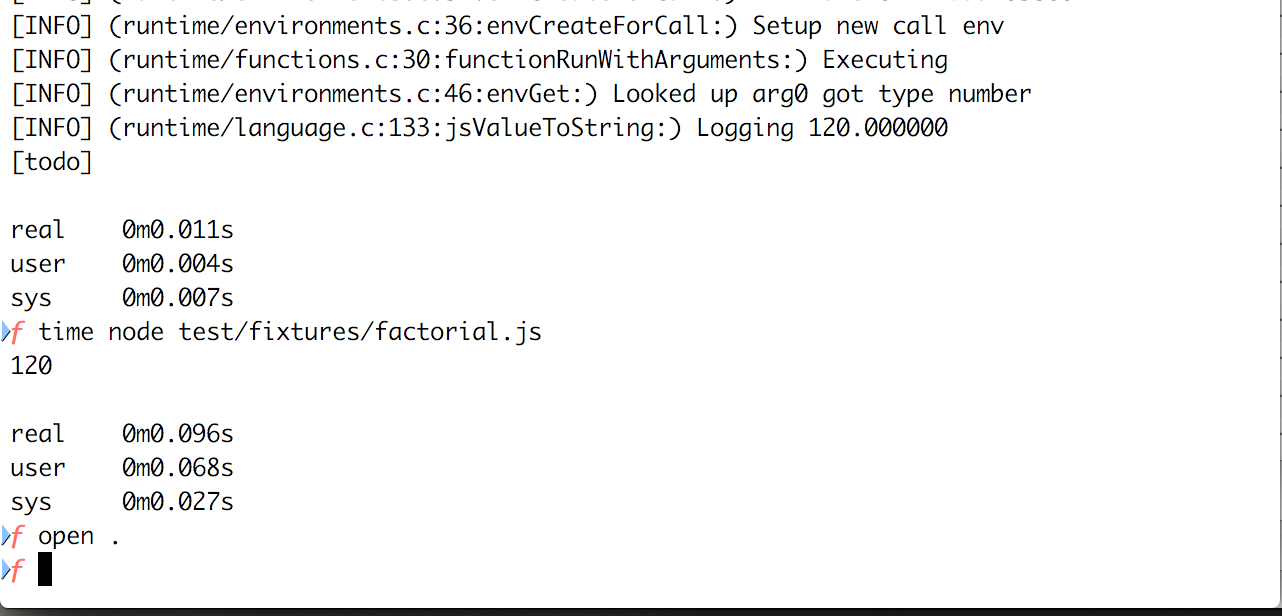 [INFO] (runtime/environments.c:36:envCreateForCall:) Setup new call env
[INFO] (runtime/functions.c:30:functionRunWithArguments:) Executing
[INFO] (runtime/environments.c:46:envGet:) Looked up arg0 got type number
[INFO] (runtime/language.c:133:jsValueToString:) Logging 120.000000
[todo]
real 0m0.011s
user 0m0.004s
sys 0m0.007s
f time node test/fixtures/factorial.js
120
real 0m0.096s
user 0m0.068s
sys 0m0.027s
f open .
f